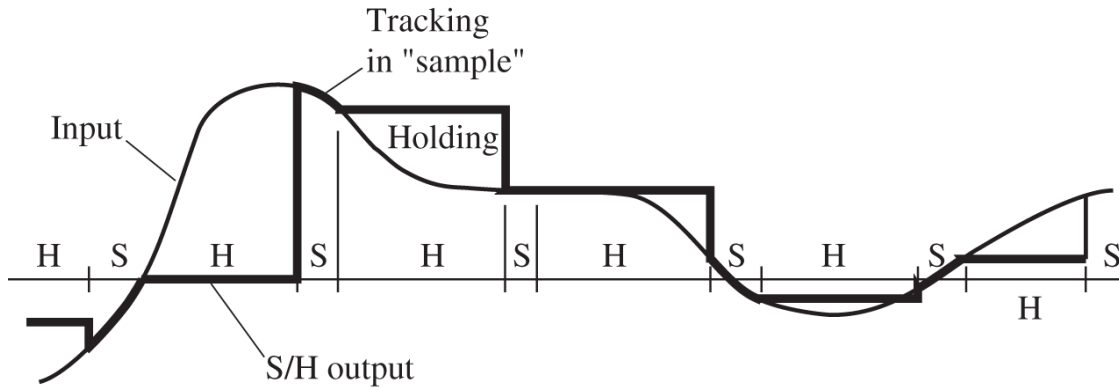 Tracking
in "sample"
Input
Holding
H S H S H S H S H S S
H
S/H output